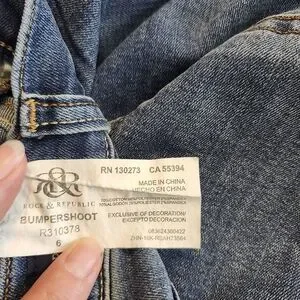 RN 130273 CA 55394
MADE IN CHINA
HECHO EN CHINA
ROCK & REPUBLIC
BUMPERSHOOT
R310378
6
EXCLUSIVE OF DECORATION/
EXCEPTO DECORACION